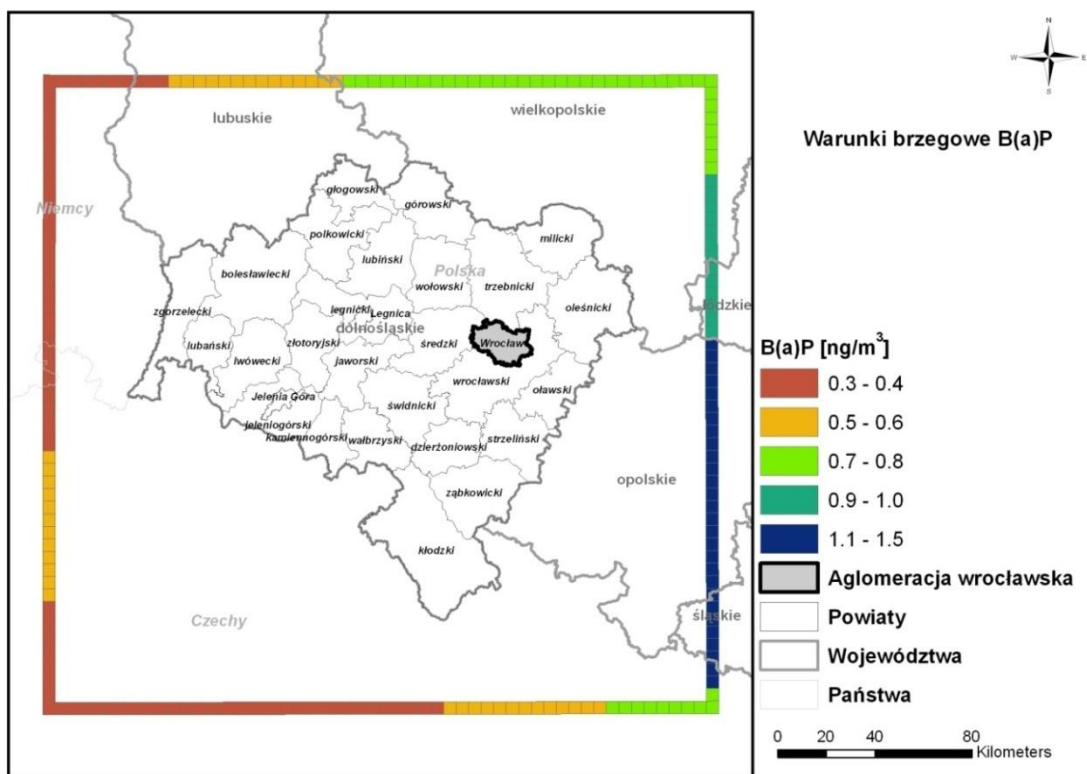 N
W E
S
Warunki brzegowe B(a)P
lubuskie
wielkopolskie
Niemcy
głogowski
górowski
milicki
polkowicki
lubiński
Polska
bolesławiecki
wołowski
trzebnicki
oleśnicki
łódzkie
zgorzelecki
legnicki
Legnica
dolnośląskie
lubański
złotoryjski
średzki
Wrocław
lwówecki
jaworski
wrocławski
oławski
Jelenia Góra
świdnicki
jeleniogórski
kamiennogórski
wałbrzyski
dzierżoniowski
strzeliński
ząbkowicki
opolskie
kłodzki
Czechy
śląskie
B(a)P [ng/m³]
0.3 - 0.4
0.5 - 0.6
0.7 - 0.8
0.9 - 1.0
1.1 - 1.5
Aglomeracja wrocławska
Powiaty
Województwa
Państwa
0 20 40 80
Kilometers